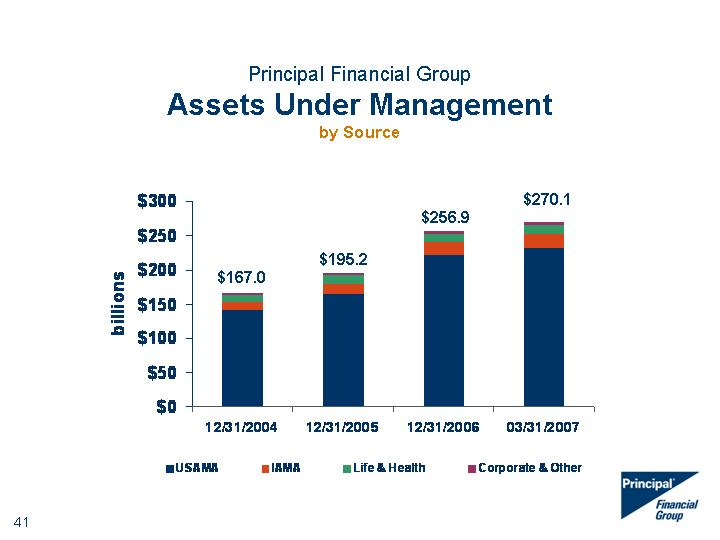 Principal Financial Group
Assets Under Management
by Source
billions
$300
$250
$200
$150
$100
$50
$0
$167.0
$195.2
$256.9
$270.1
12/31/2004 12/31/2005 12/31/2006 03/31/2007
USAMA IAMA Life & Health Corporate & Other
Principal
Financial
Group
41